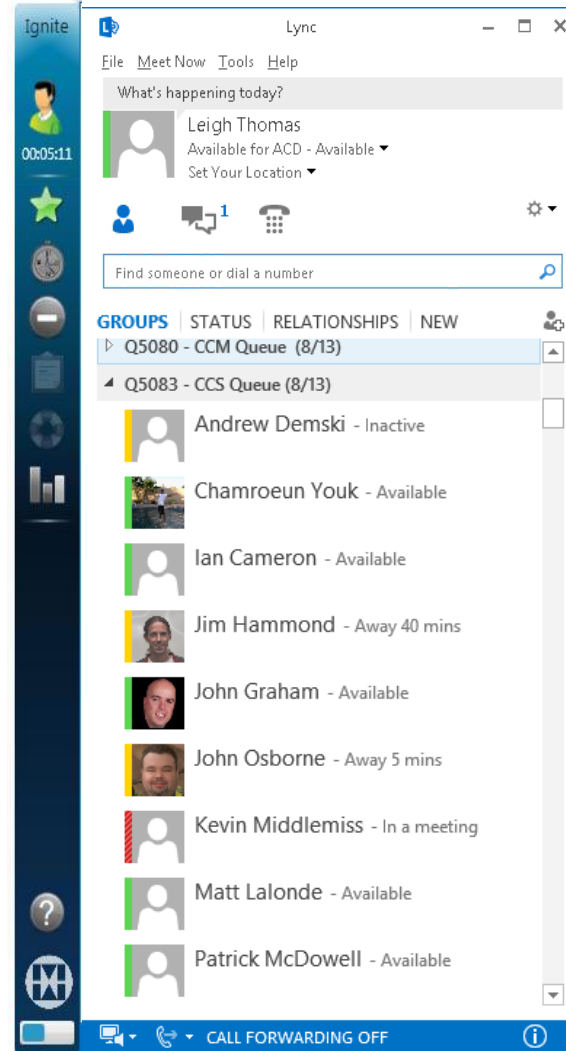 Ignite
00:05:11
Lync
File Meet Now Tools Help
What's happening today?
Leigh Thomas
Available for ACD - Available
Set Your Location
1
Find someone or dial a number
GROUPS STATUS RELATIONSHIPS NEW
Q5080 - CCM Queue (8/13)
Q5083 - CCS Queue (8/13)
Andrew Demski - Inactive
Chamroeun Youk - Available
Ian Cameron - Available
Jim Hammond - Away 40 mins
John Graham - Available
John Osborne - Away 5 mins
Kevin Middlemiss - In a meeting
Matt Lalonde - Available
Patrick McDowell - Available
CALL FORWARDING OFF